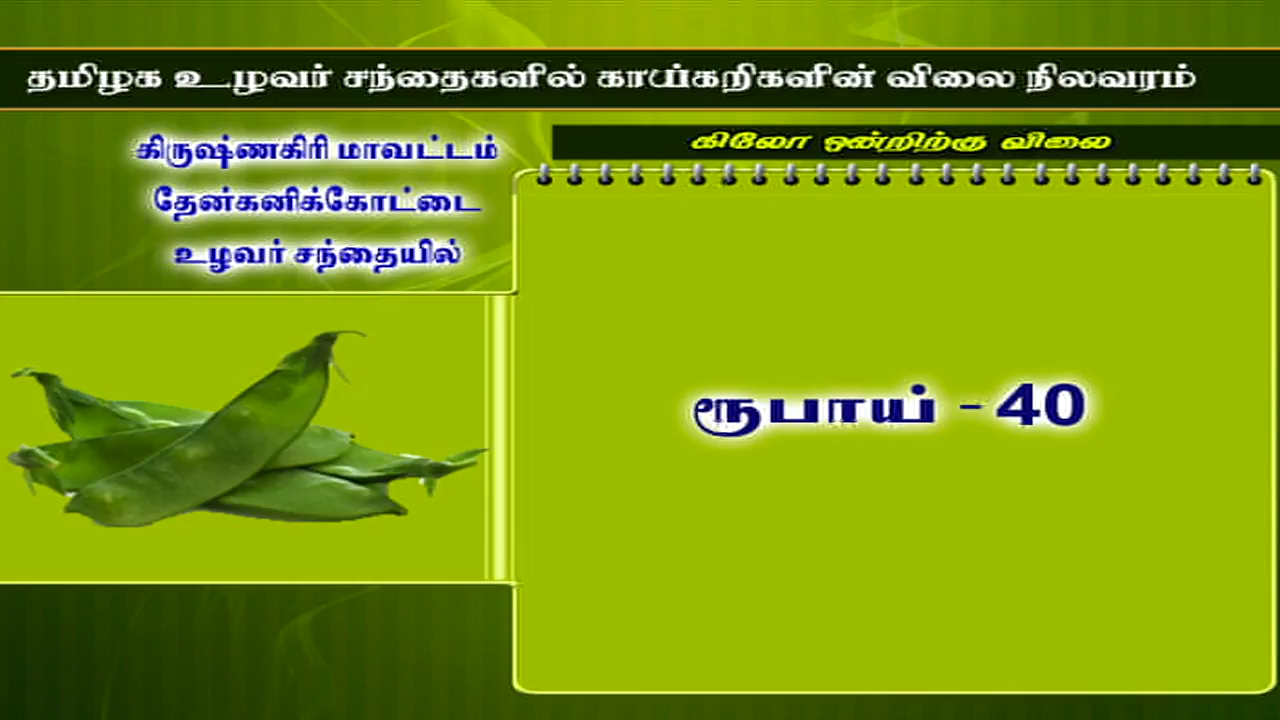 தமிழக உழவர் சந்தைகளில் காய்கறிகளின் விலை நிலவரம்
கிருஷ்ணகிரி மாவட்டம்
தேன்கனிக்கோட்டை
உழவர் சந்தையில்
கிலோ ஒன்றிற்கு விலை
ரூபாய் - 40